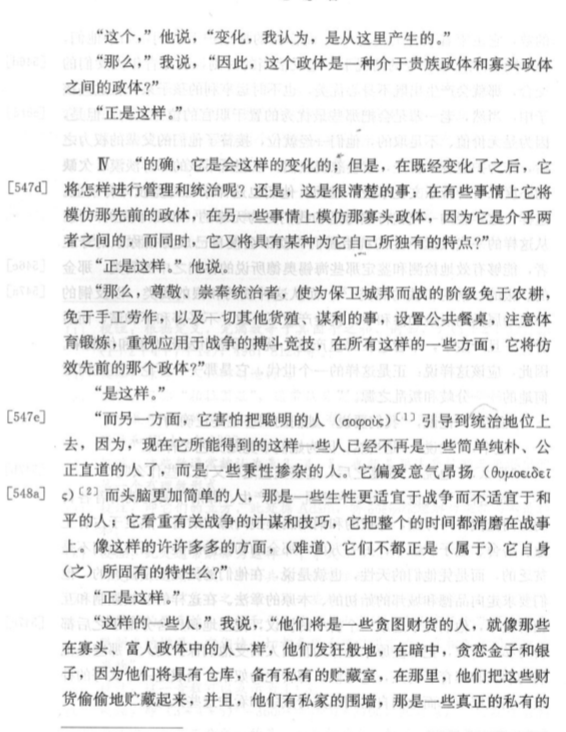 “这个，”他说，“变化，我认为，是从这里产生的。”
“那么，”我说，“因此，这个政体是一种介于贵族政体和寡头政体
之间的政体？”
“正是这样。”
Ⅳ “的确，它是会这样的变化的；但是，在既经变化了之后，它
[547d] 将怎样进行管理和统治呢？还是，这是很清楚的事：在有些事情上它将
模仿那先前的政体，在另一些事情上模仿那寡头政体，因为它是介乎两
者之间的，而同时，它又将具有某种为它自己所独有的特点？”
“正是这样，”他说。
“那么，尊敬、崇奉统治者，使为保卫城邦而战的阶级免于农耕，
免于手工劳作，以及一切其他货殖、谋利的事，设置公共餐桌，注意体
育锻炼，重视应用于战争的搏斗竞技，在所有这样的一些方面，它将仿
效先前的那个政体？”
“是这样。”
[547e] “而另一方面，它害怕把聪明的人（σοφοὺς）[1] 引导到统治地位上
去，因为，现在它所能得到的这样一些人已经不再是一些简单纯朴、公
正直道的人了，而是一些秉性掺杂的人。它偏爱意气昂扬（θυμοειδεῖ
[548a] ς）[2] 而头脑更加简单的人，那是一些生性更适宜于战争而不适宜于和
平的人；它看重有关战争的计谋和技巧，它把整个的时间都消磨在战事
上。像这样的许许多多的方面，（难道）它们不都正是（属于）它自身
（之）所固有的特性么？”
“正是这样。”
“这样的一些人，”我说，“他们将是一些贪图财货的人，就像那些
在寡头、富人政体中的人一样，他们发狂般地，在暗中，贪恋金子和银
子，因为他们将具有仓库，备有私有的贮藏室，在那里，他们把这些财
货偷偷地贮藏起来，并且，他们有私家的围墙，那是一些真正的私有的